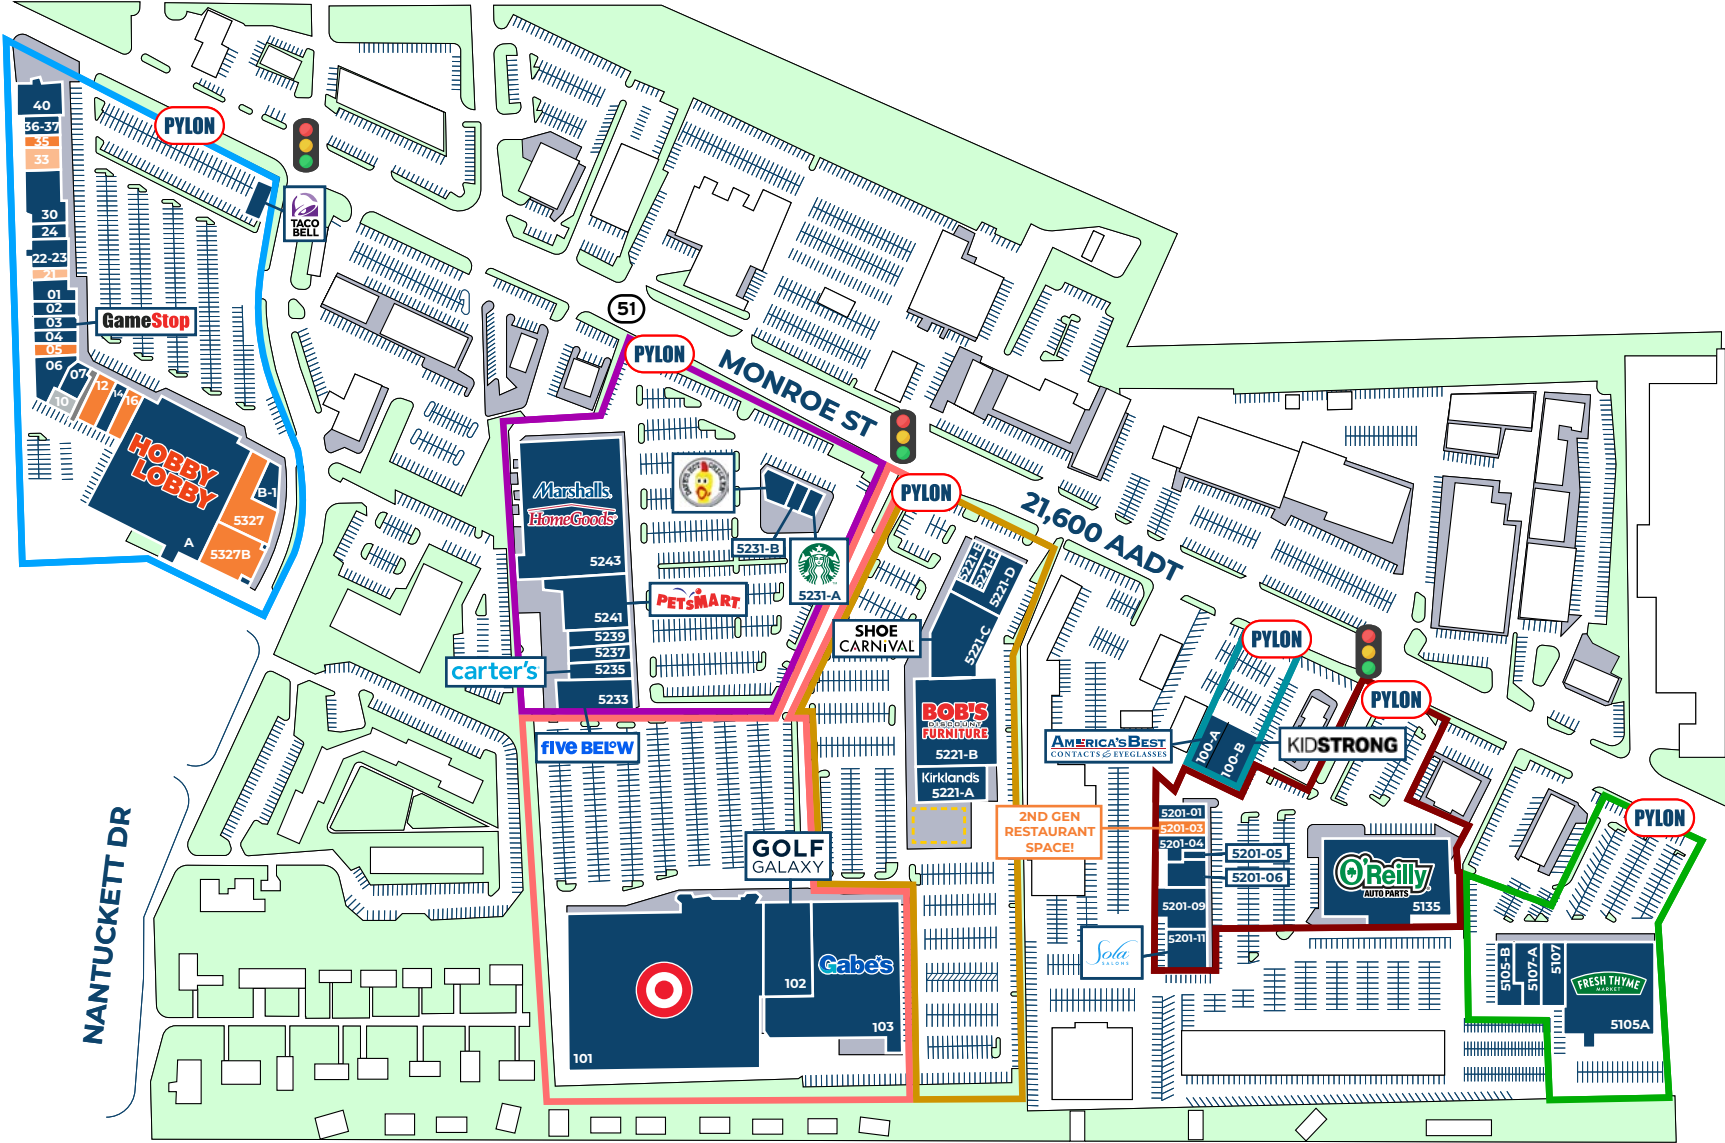 PYLON
40
36-37
35
33
30
24
22-23
21
01
02
03
04
05
06
07
10
12
14
16
GameStop
TACO
BELL
HOBBY
LOBBY
A
B-1
5327
5327B
51
PYLON
MONROE ST
Marshalls.
HomeGoods
5243
5241
5239
5237
5235
5233
PETSMART
carter's
five BELOW
5231-B
5231-A
PYLON
21,600 AADT
5221-E
5221-F
5221-D
5221-C
SHOE
CARNIVAL
BOB'S
DISCOUNT
FURNITURE
5221-B
Kirkland's
5221-A
GOLF
GALAXY
101
102
Gabe's
103
NANTUCKETT DR
PYLON
AMERICA'S BEST
CONTACTS & EYEGLASSES
100-A
100-B
KIDSTRONG
PYLON
2ND GEN
RESTAURANT
SPACE!
5201-01
5201-03
5201-04
5201-05
5201-06
5201-09
5201-11
Sola
SALONS
O'Reilly
AUTO PARTS
5135
PYLON
5105-B
5107-A
5107
FRESH THYME
MARKET
5105A